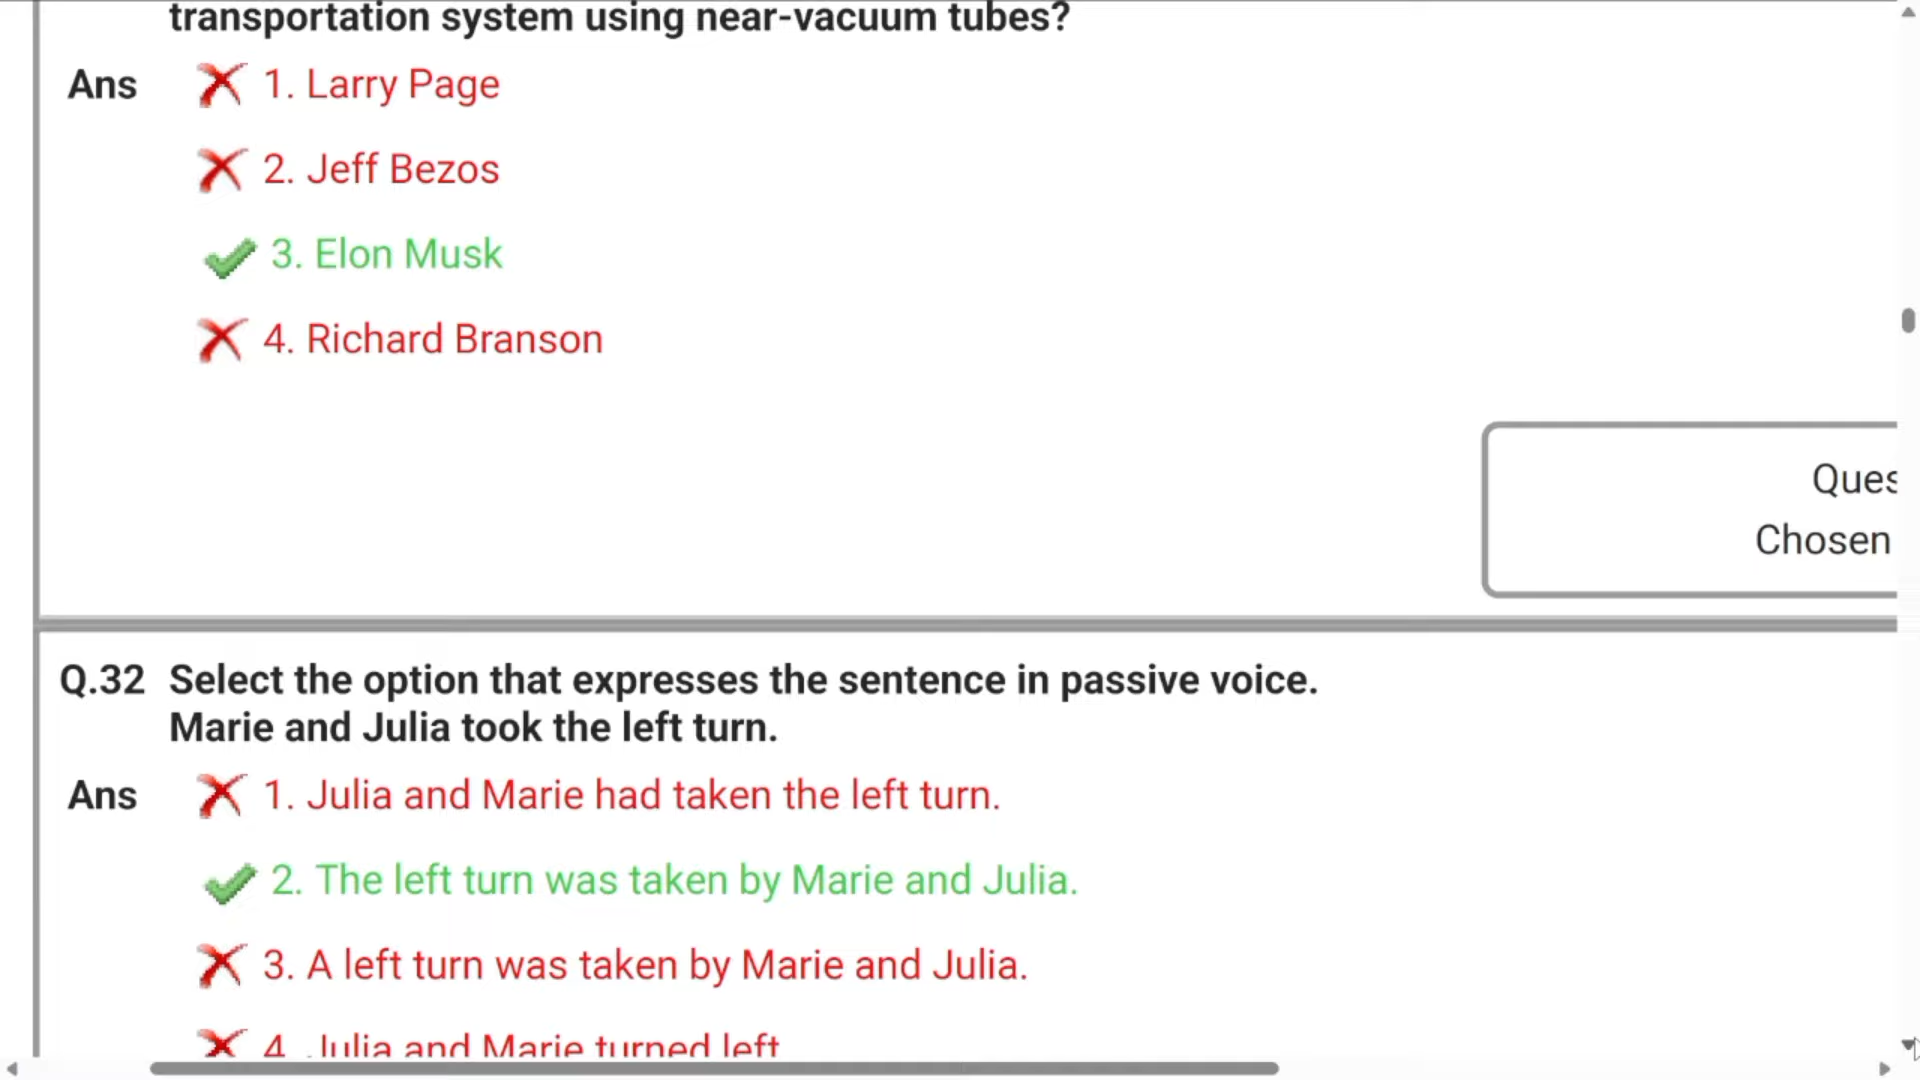 transportation system using near-vacuum tubes?
Ans 1. Larry Page
2. Jeff Bezos
3. Elon Musk
4. Richard Branson
Ques
Chosen
Q.32 Select the option that expresses the sentence in passive voice.
Marie and Julia took the left turn.
Ans 1. Julia and Marie had taken the left turn.
2. The left turn was taken by Marie and Julia.
3. A left turn was taken by Marie and Julia.
4. Julia and Marie turned left